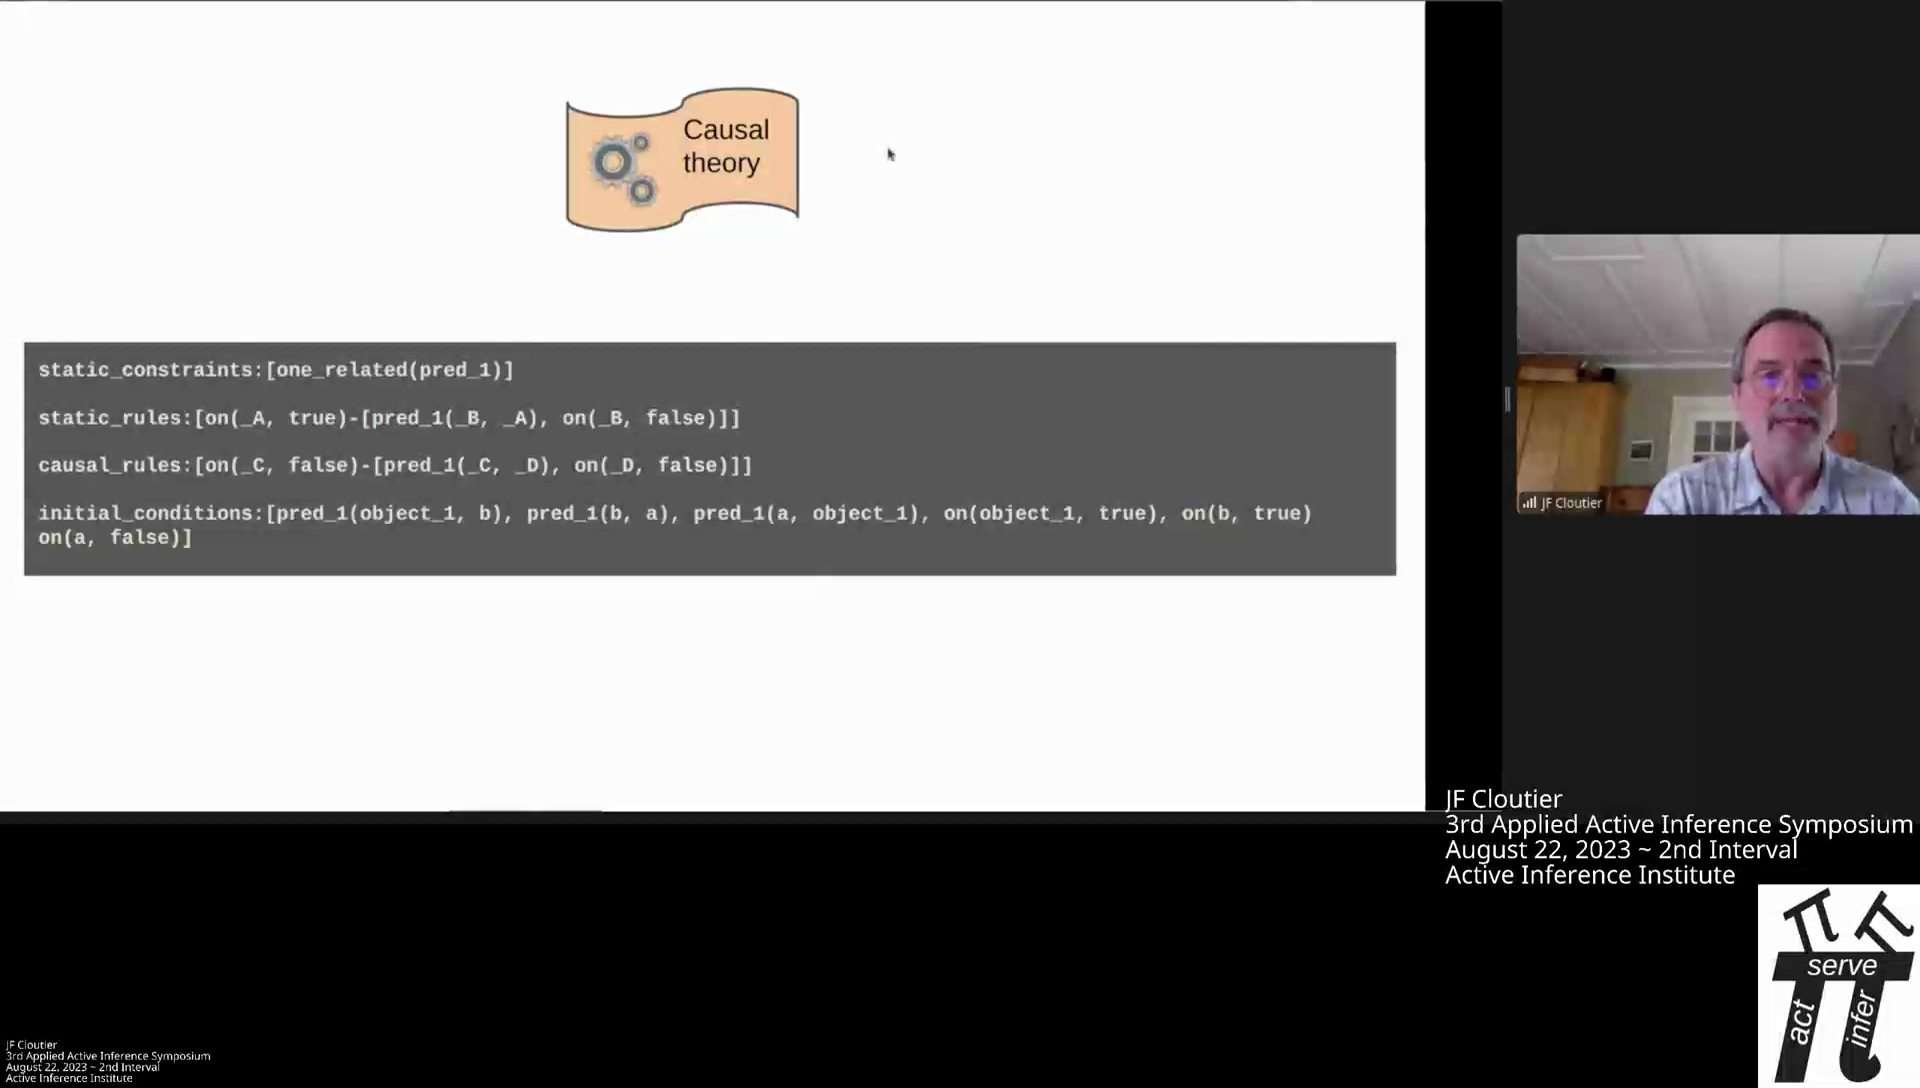 Causal
theory
static_constraints:[one_related(pred_1)]
static_rules:[on(_A, true)-[pred_1(_B, _A), on(_B, false)]]
causal_rules:[on(_C, false)-[pred_1(_C, _D), on(_D, false)]]
initial_conditions:[pred_1(object_1, b), pred_1(b, a), pred_1(a, object_1), on(object_1, true), on(b, true)
on(a, false)]
JF Cloutier
JF Cloutier
3rd Applied Active Inference Symposium
August 22, 2023 ~ 2nd Interval
Active Inference Institute
serve
act
infer
JF Cloutier
3rd Applied Active Inference Symposium
August 22, 2023 ~ 2nd Interval
Active Inference Institute